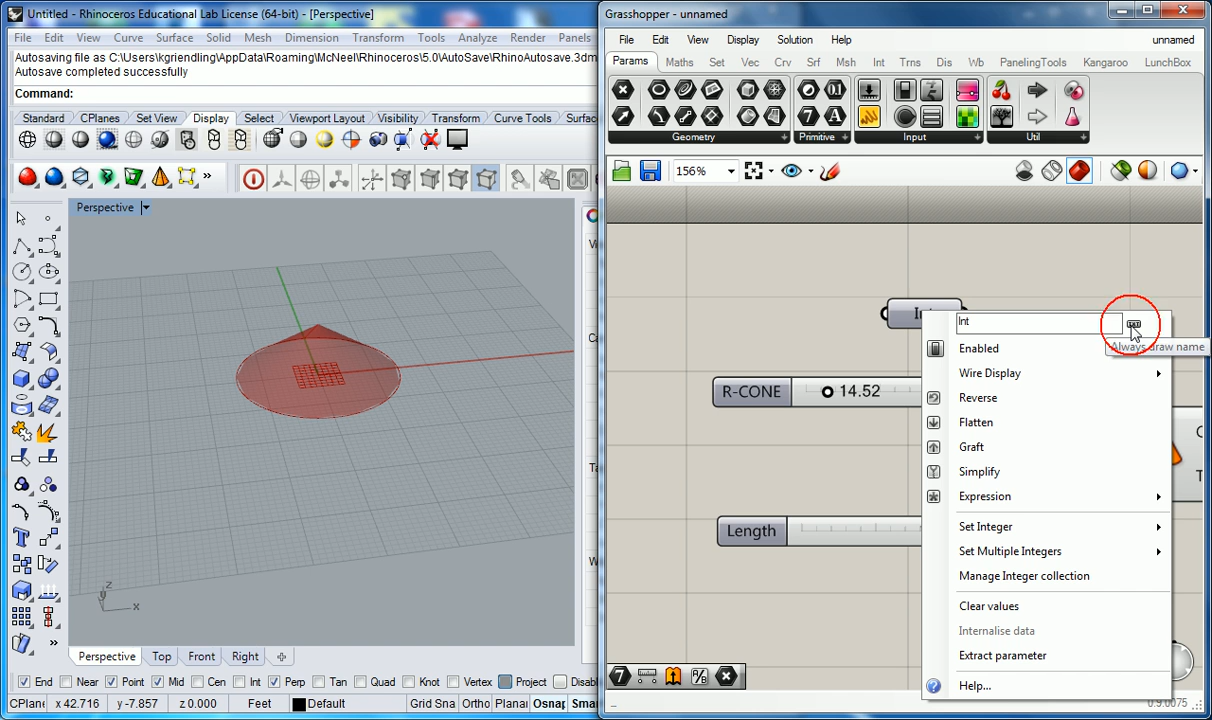 Untitled - Rhinoceros Educational Lab License (64-bit) - [Perspective]
File Edit View Curve Surface Solid Mesh Dimension Transform Tools Analyze Render Panels
Autosaving file as C:\Users\kgriendling\AppData\Roaming\McNeel\Rhinoceros\5.0\AutoSave\RhinoAutosave.3dm
Autosave completed successfully
Command:
Standard CPlanes Set View Display Select Viewport Layout Visibility Transform Curve Tools Surfac
Perspective
z
x
Perspective Top Front Right
End Near Point Mid Cen Int Perp Tan Quad Knot Vertex Project Disable
CPlane x 42.716 y -7.857 z 0.000 Feet Default Grid Sna Ortho Planar Osnap Smar
Grasshopper - unnamed
File Edit View Display Solution Help unnamed
Params Maths Set Vec Crv Srf Msh Int Trns Dis Wb PanelingTools Kangaroo LunchBox
Geometry Primitive Input Util
156%
Int
Int
Always draw name
Enabled
Wire Display
Reverse
Flatten
Graft
Simplify
Expression
Set Integer
Set Multiple Integers
Manage Integer collection
Clear values
Internalise data
Extract parameter
Help...
R-CONE 14.52
Length
C
T
0.9.0075